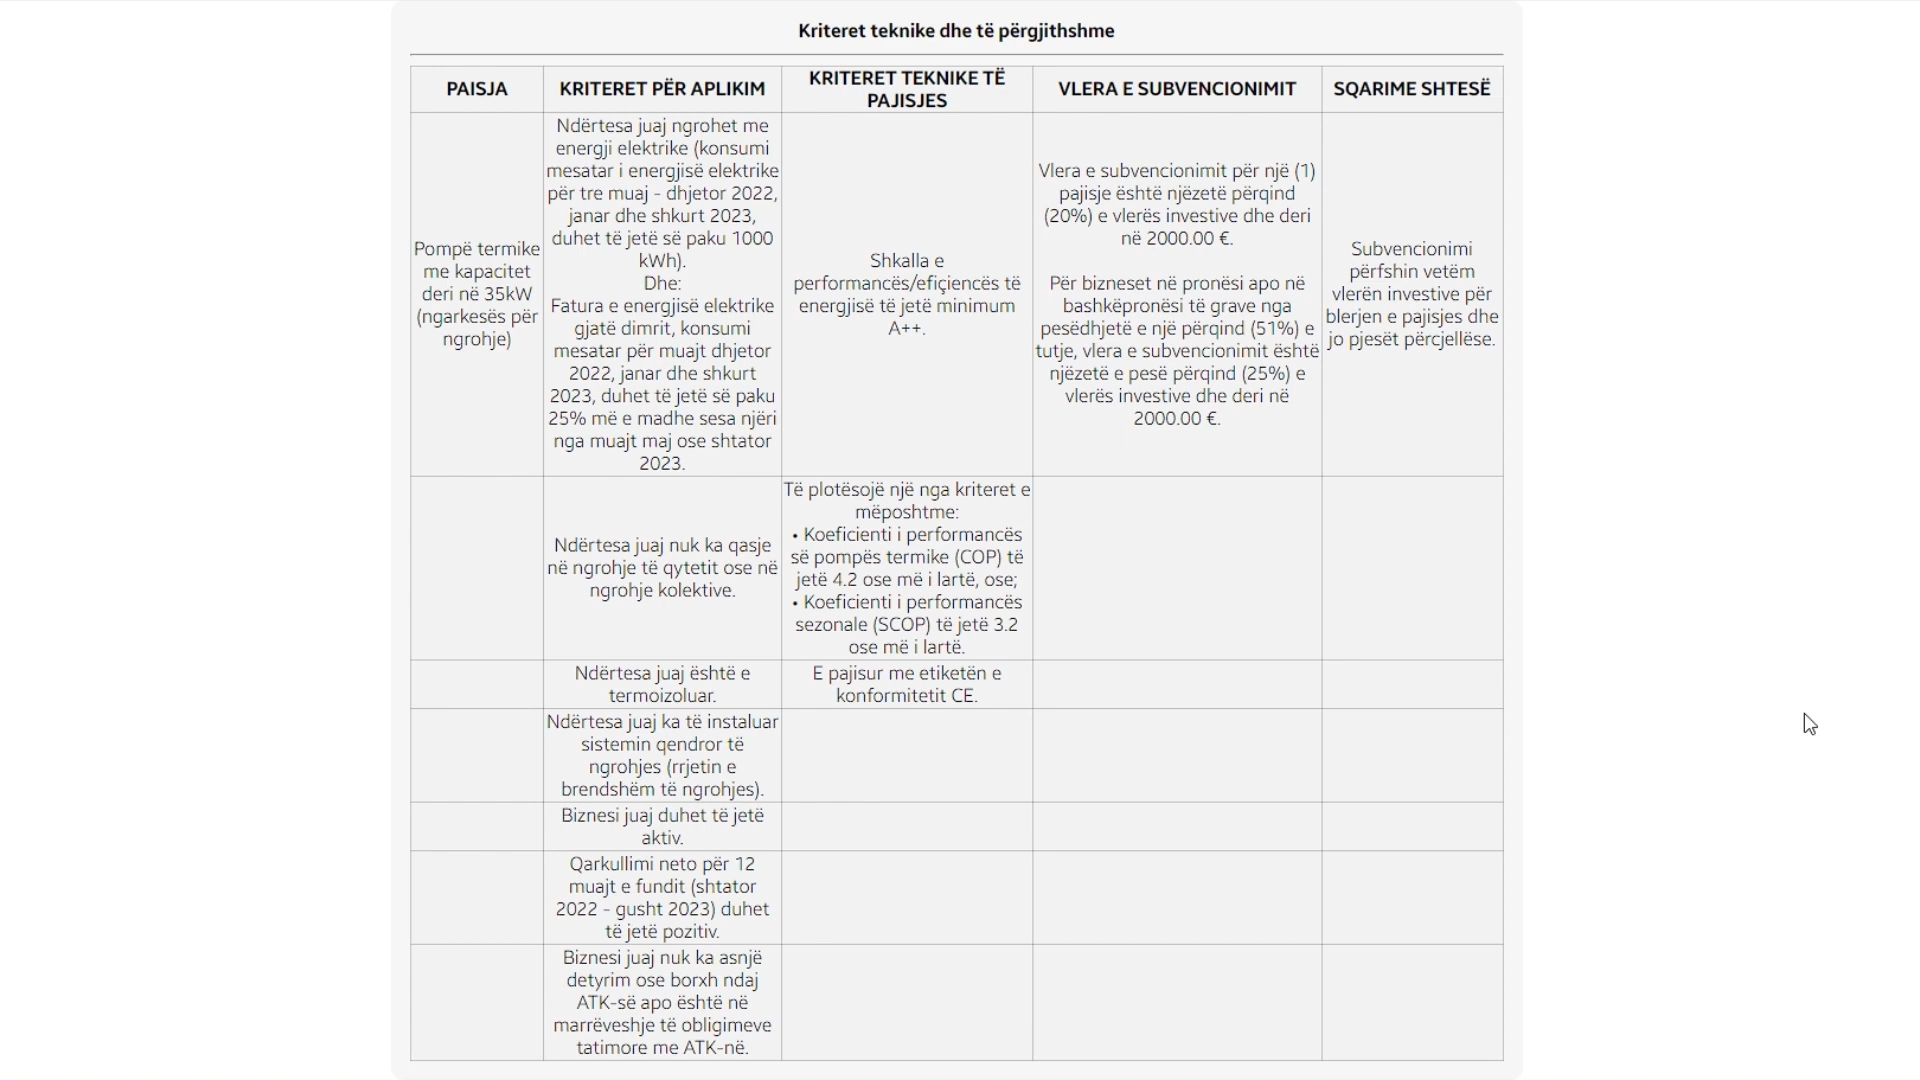 Kriteret teknike dhe të përgjithshme
PAISJA
KRITERET PËR APLIKIM
KRITERET TEKNIKE TË
PAJISJES
VLERA E SUBVENCIONIMIT
SQARIME SHTESË
Pompë termike
me kapacitet
deri në 35kW
(ngarkesës për
ngrohje)
Ndërtesa juaj ngrohet me
energji elektrike (konsumi
mesatar i energjisë elektrike
për tre muaj - dhjetor 2022,
janar dhe shkurt 2023,
duhet të jetë së paku 1000
kWh).
Dhe:
Fatura e energjisë elektrike
gjatë dimrit, konsumi
mesatar për muajt dhjetor
2022, janar dhe shkurt
2023, duhet të jetë së paku
25% më e madhe sesa njëri
nga muajt maj ose shtator
2023.
Shkalla e
performancës/efiçiencës të
energjisë të jetë minimum
A++.
Vlera e subvencionimit për një (1)
pajisje është njëzetë përqind
(20%) e vlerës investive dhe deri
në 2000.00 €.
Për bizneset në pronësi apo në
bashkëpronësi të grave nga
pesëdhjetë e një përqind (51%) e
tutje, vlera e subvencionimit është
njëzetë e pesë përqind (25%) e
vlerës investive dhe deri në
2000.00 €.
Subvencionimi
përfshin vetëm
vlerën investive për
blerjen e pajisjes dhe
jo pjesët përcjellëse.
Ndërtesa juaj nuk ka qasje
në ngrohje të qytetit ose në
ngrohje kolektive.
Të plotësojë një nga kriteret e
mëposhtme:
• Koeficienti i performancës
së pompës termike (COP) të
jetë 4.2 ose më i lartë, ose;
• Koeficienti i performancës
sezonale (SCOP) të jetë 3.2
ose më i lartë.
Ndërtesa juaj është e
termoizoluar.
E pajisur me etiketën e
konformitetit CE.
Ndërtesa juaj ka të instaluar
sistemin qendror të
ngrohjes (rrjetin e
brendshëm të ngrohjes).
Biznesi juaj duhet të jetë
aktiv.
Qarkullimi neto për 12
muajt e fundit (shtator
2022 - gusht 2023) duhet
të jetë pozitiv.
Biznesi juaj nuk ka asnjë
detyrim ose borxh ndaj
ATK-së apo është në
marrëveshje të obligimeve
tatimore me ATK-në.